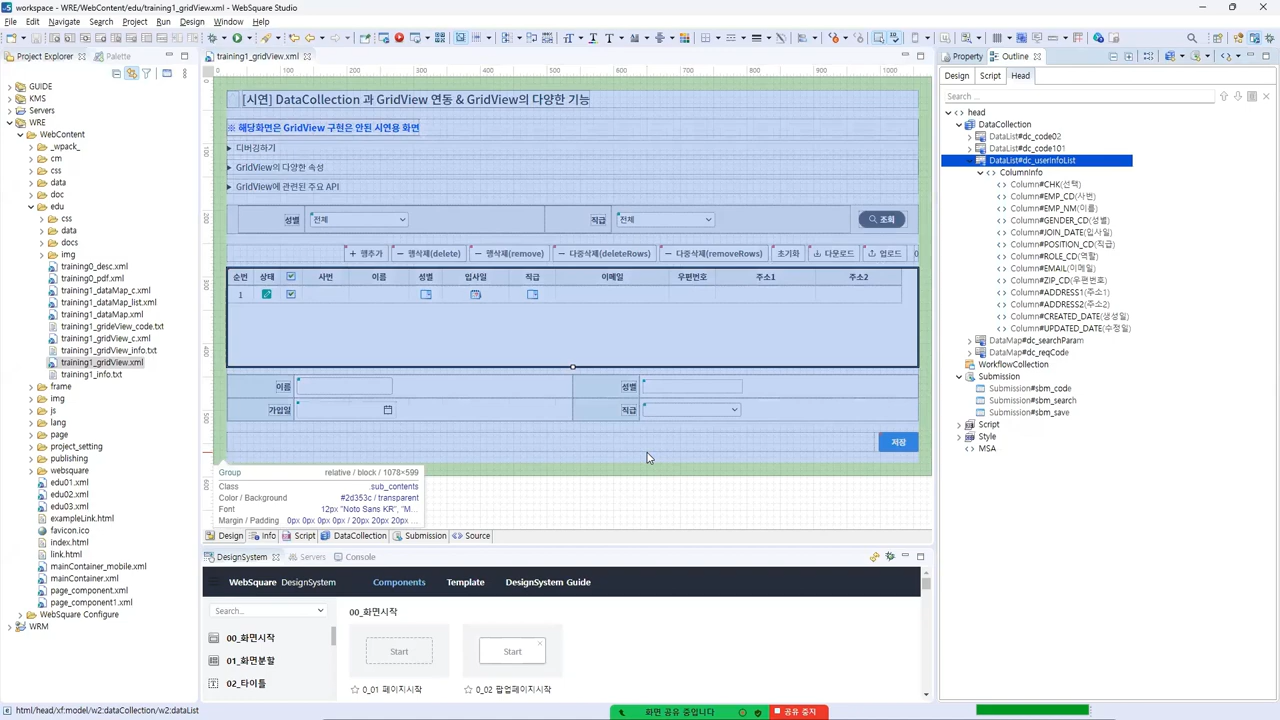 workspace - WRE/WebContent/edu/training1_gridView.xml - WebSquare Studio
File Edit Navigate Search Project Run Design Window Help
Project Explorer Palette
GUIDE
KMS
Servers
WRE
WebContent
_wpack_
cm
css
data
doc
edu
css
data
docs
img
training0_desc.xml
training0_pdf.xml
training1_dataMap_c.xml
training1_dataMap_list.xml
training1_dataMap.xml
training1_grideView_code.txt
training1_gridView_c.xml
training1_gridView_info.txt
training1_gridView.xml
training1_info.txt
frame
img
js
lang
page
project_setting
publishing
websquare
edu01.xml
edu02.xml
edu03.xml
exampleLink.html
favicon.ico
index.html
link.html
mainContainer_mobile.xml
mainContainer.xml
page_component.xml
page_component1.xml
WebSquare Configure
WRM
training1_gridView.xml
0 100 200 300 400 500 600 700 800 900 1000
0
100
200
300
400
500
600
[시연] DataCollection 과 GridView 연동 & GridView의 다양한 기능
※ 해당화면은 GridView 구현은 안된 시연용 화면
▸ 디버깅하기
▸ GridView의 다양한 속성
▸ GridView에 관련된 주요 API
성별 전체 직급 전체 조회
행추가 행삭제(delete) 행삭제(remove) 다중삭제(deleteRows) 다중삭제(removeRows) 초기화 다운로드 업로드
순번 상태 사번 이름 성별 입사일 직급 이메일 우편번호 주소1 주소2
1
이름 성별
가입일 직급
저장
Group relative / block / 1078×599
Class .sub_contents
Color / Background #2d353c / transparent
Font 12px "Noto Sans KR", "M...
Margin / Padding 0px 0px 0px 0px / 20px 20px 20px ...
Design Info Script DataCollection Submission Source
DesignSystem Servers Console
WebSquare DesignSystem Components Template DesignSystem Guide
Search...
00_화면시작
01_화면분할
02_타이틀
00_화면시작
Start Start
0_01 페이지시작 0_02 팝업페이지시작
Property Outline
Design Script Head
Search ...
head
DataCollection
DataList#dc_code02
DataList#dc_code101
DataList#dc_userInfoList
ColumnInfo
Column#CHK(선택)
Column#EMP_CD(사번)
Column#EMP_NM(이름)
Column#GENDER_CD(성별)
Column#JOIN_DATE(입사일)
Column#POSITION_CD(직급)
Column#ROLE_CD(역할)
Column#EMAIL(이메일)
Column#ZIP_CD(우편번호)
Column#ADDRESS1(주소1)
Column#ADDRESS2(주소2)
Column#CREATED_DATE(생성일)
Column#UPDATED_DATE(수정일)
DataMap#dc_searchParam
DataMap#dc_reqCode
WorkflowCollection
Submission
Submission#sbm_code
Submission#sbm_search
Submission#sbm_save
Script
Style
MSA
html/head/xf:model/w2:dataCollection/w2:dataList
화면 공유 중입니다 공유 중지